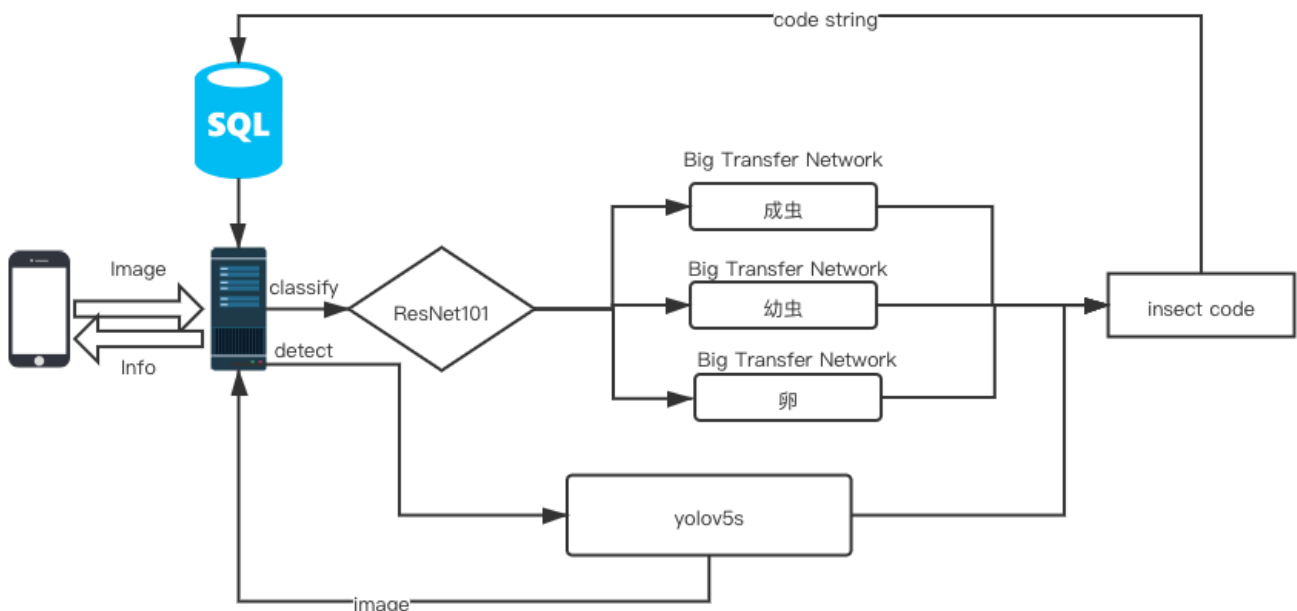 code string
SQL
Big Transfer Network
成虫
Image
classify
Big Transfer Network
ResNet101
幼虫
insect code
detect
Info
Big Transfer Network
卵
yolov5s
image